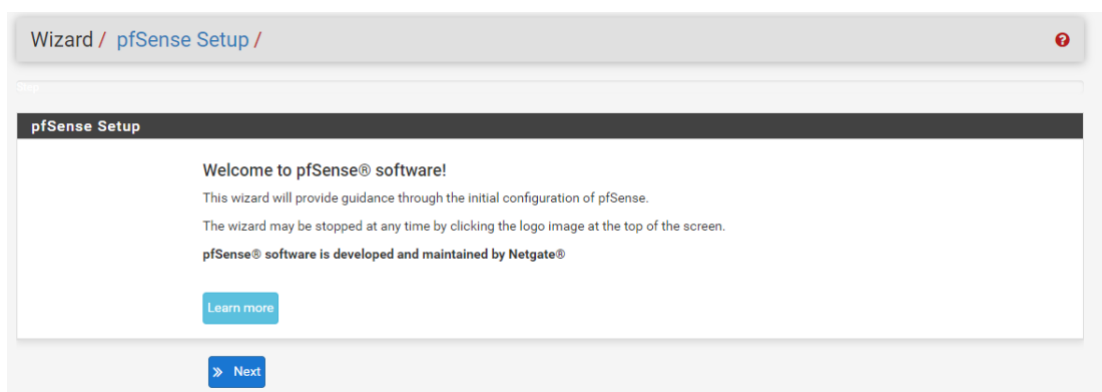 Wizard / pfSense Setup /
Step
pfSense Setup
Welcome to pfSense® software!
This wizard will provide guidance through the initial configuration of pfSense.
The wizard may be stopped at any time by clicking the logo image at the top of the screen.
pfSense® software is developed and maintained by Netgate®
Learn more
Next